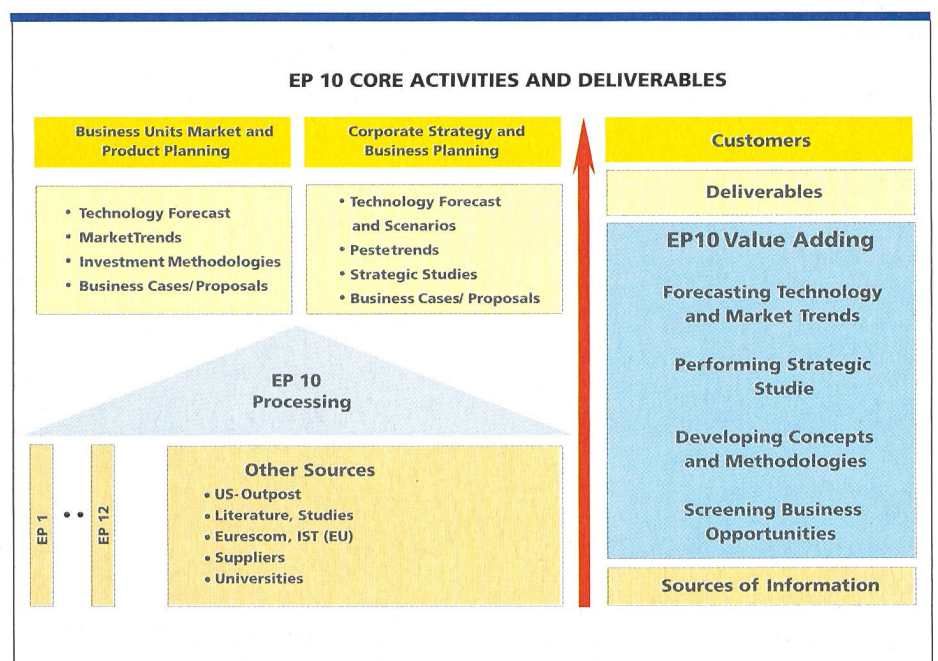 EP 10 CORE ACTIVITIES AND DELIVERABLES
Business Units Market and
Product Planning
• Technology Forecast
• MarketTrends
• Investment Methodologies
• Business Cases/Proposals
Corporate Strategy and
Business Planning
• Technology Forecast
and Scenarios
• Pestetrends
• Strategic Studies
• Business Cases/ Proposals
EP 10
Processing
EP 1
••
EP 12
Other Sources
• US-Outpost
• Literature, Studies
• Eurescom, IST (EU)
• Suppliers
• Universities
Customers
Deliverables
EP10 Value Adding
Forecasting Technology
and Market Trends
Performing Strategic
Studie
Developing Concepts
and Methodologies
Screening Business
Opportunities
Sources of Information